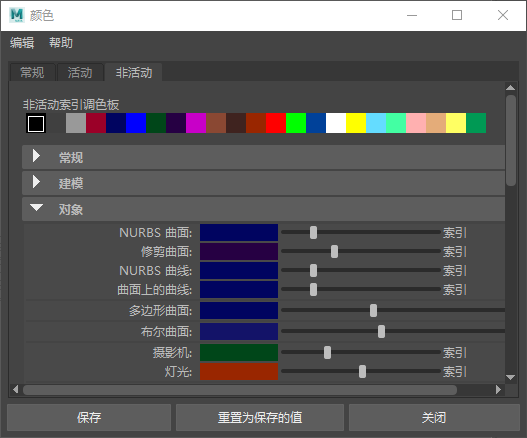 颜色
编辑 帮助
常规 活动 非活动
非活动索引调色板
常规
建模
对象
NURBS 曲面: 索引
修剪曲面: 索引
NURBS 曲线: 索引
曲面上的曲线: 索引
多边形曲面:
布尔曲面:
摄影机: 索引
灯光: 索引
保存 重置为保存的值 关闭